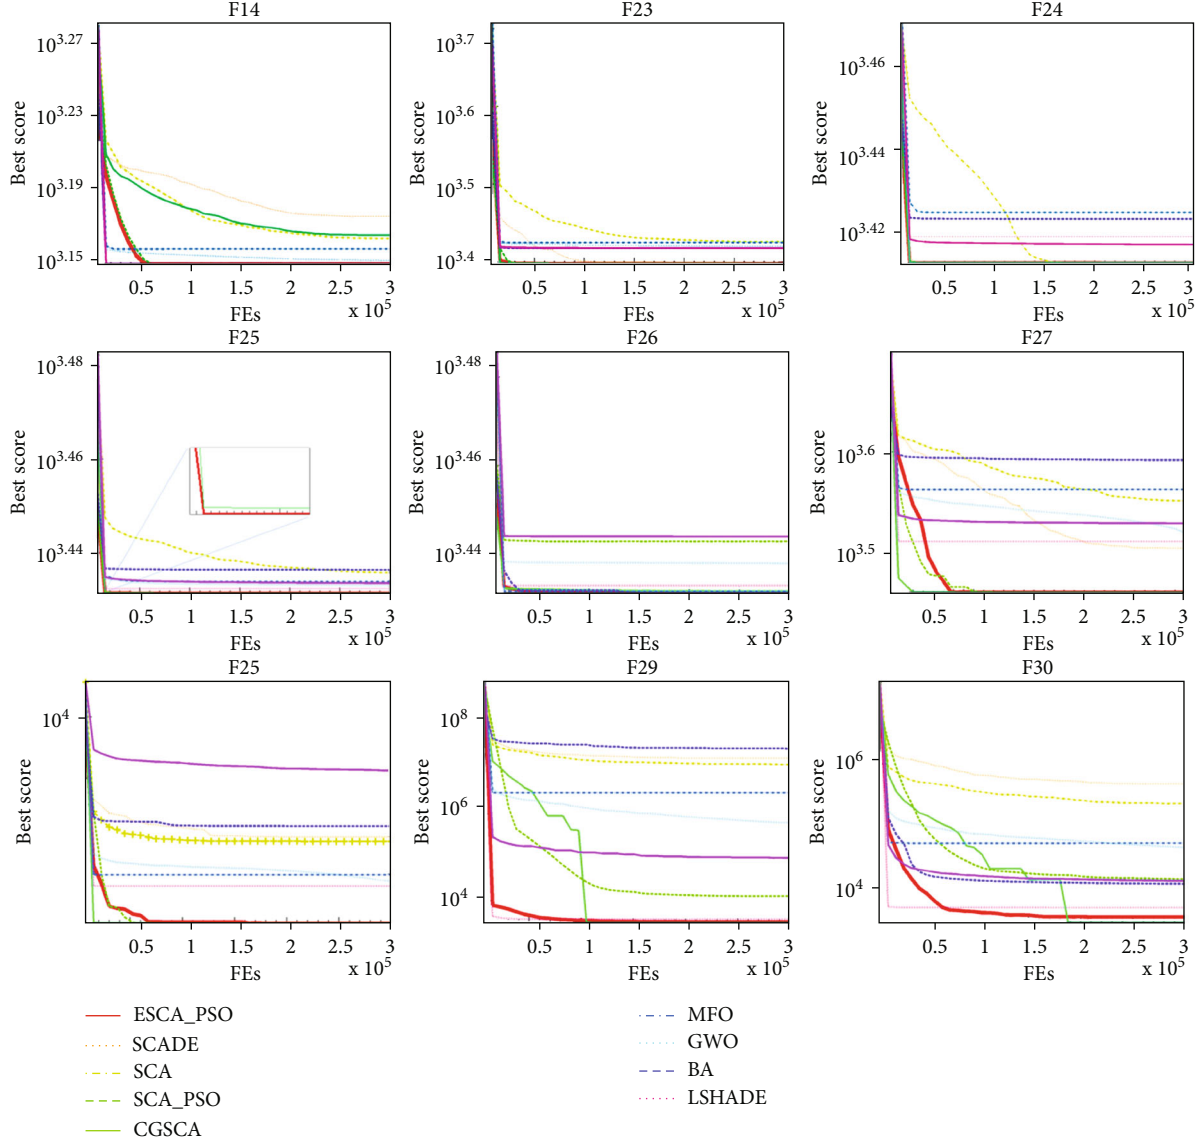 F14
F23
F24
10^3.27
10^3.23
10^3.19
10^3.15
Best score
0.5 1 1.5 2 2.5 3
FEs
x 10^5
10^3.7
10^3.6
10^3.5
10^3.4
Best score
0.5 1 1.5 2 2.5 3
FEs
x 10^5
10^3.46
10^3.44
10^3.42
Best score
0.5 1 1.5 2 2.5 3
FEs
x 10^5
F25
F26
F27
10^3.48
10^3.46
10^3.44
Best score
0.5 1 1.5 2 2.5 3
FEs
x 10^5
10^3.48
10^3.46
10^3.44
Best score
0.5 1 1.5 2 2.5 3
FEs
x 10^5
10^3.6
10^3.5
Best score
0.5 1 1.5 2 2.5 3
FEs
x 10^5
F25
F29
F30
10^4
Best score
0.5 1 1.5 2 2.5 3
FEs
x 10^5
10^8
10^6
10^4
Best score
0.5 1 1.5 2 2.5 3
FEs
x 10^5
10^6
10^4
Best score
0.5 1 1.5 2 2.5 3
FEs
x 10^5
ESCA_PSO
SCADE
SCA
SCA_PSO
CGSCA
MFO
GWO
BA
LSHADE